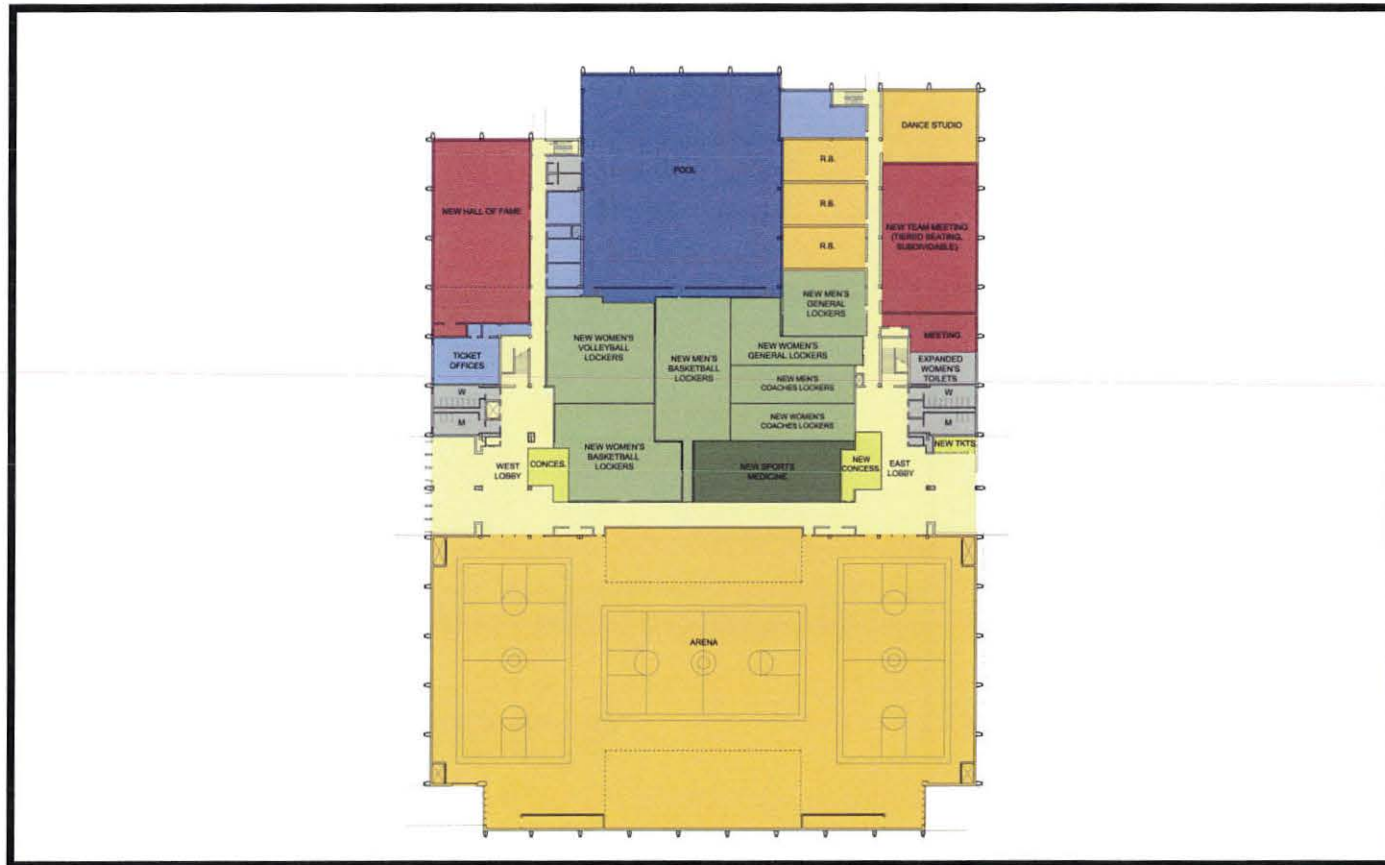 DANCE STUDIO
R.B.
POOL
R.B.
NEW HALL OF FAME
NEW TEAM MEETING
(TIERED SEATING,
SUBDIVIDABLE)
R.B.
NEW MEN'S
GENERAL
LOCKERS
NEW WOMEN'S
VOLLEYBALL
LOCKERS
NEW MEN'S
BASKETBALL
LOCKERS
NEW WOMEN'S
GENERAL LOCKERS
MEETING
TICKET
OFFICES
EXPANDED
WOMEN'S
TOILETS
NEW MEN'S
COACHES LOCKERS
W
W
M
NEW WOMEN'S
COACHES LOCKERS
M
NEW WOMEN'S
BASKETBALL
LOCKERS
NEW TKTS.
WEST
LOBBY
CONCES.
NEW SPORTS
MEDICINE
NEW
CONCESS.
EAST
LOBBY
ARENA